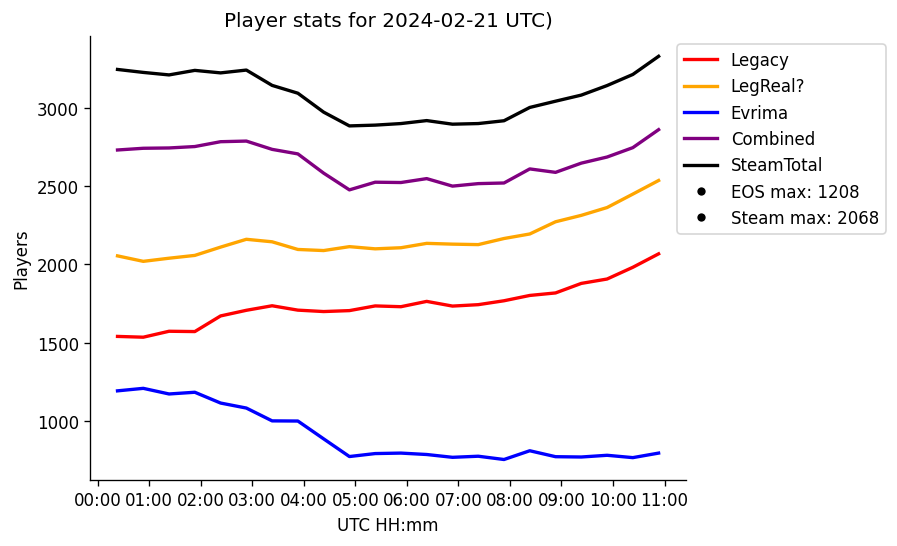 Player stats for 2024-02-21 UTC)
Legacy
LegReal?
Evrima
Combined
SteamTotal
EOS max: 1208
Steam max: 2068
Players
3000
2500
2000
1500
1000
00:00 01:00 02:00 03:00 04:00 05:00 06:00 07:00 08:00 09:00 10:00 11:00
UTC HH:mm